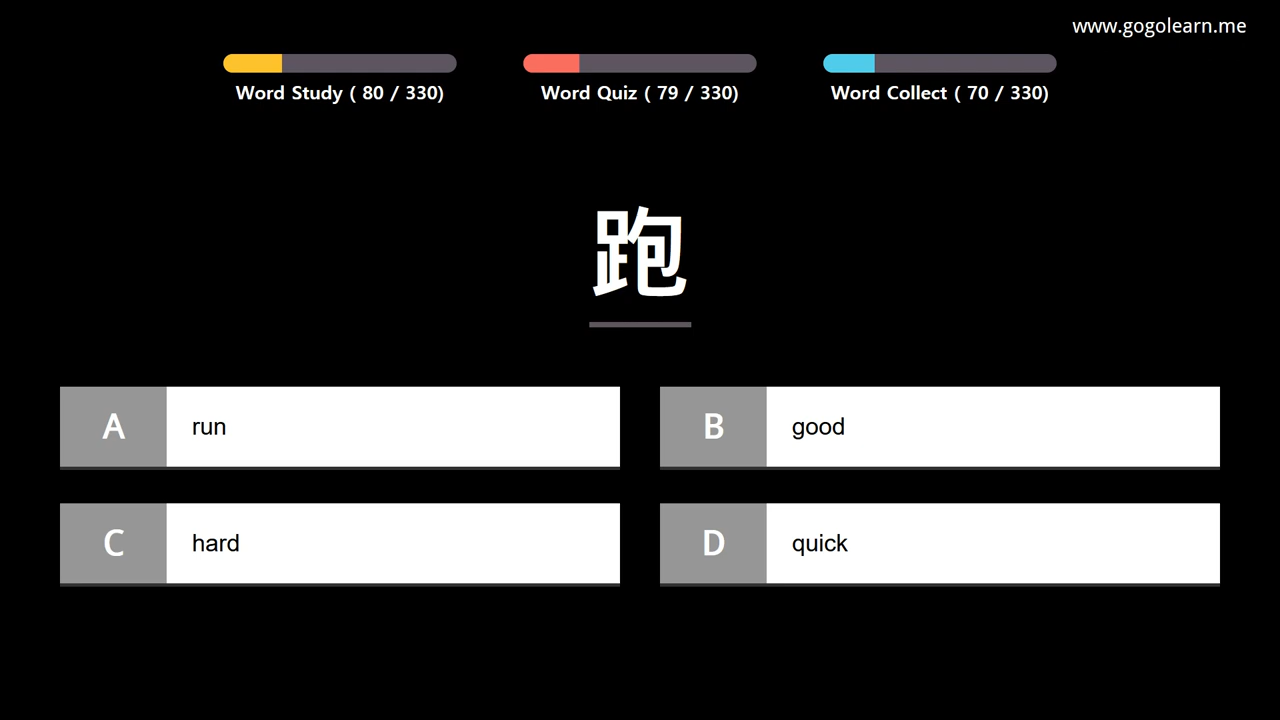 www.gogolearn.me
Word Study ( 80 / 330)
Word Quiz ( 79 / 330)
Word Collect ( 70 / 330)
跑
A run
B good
C hard
D quick